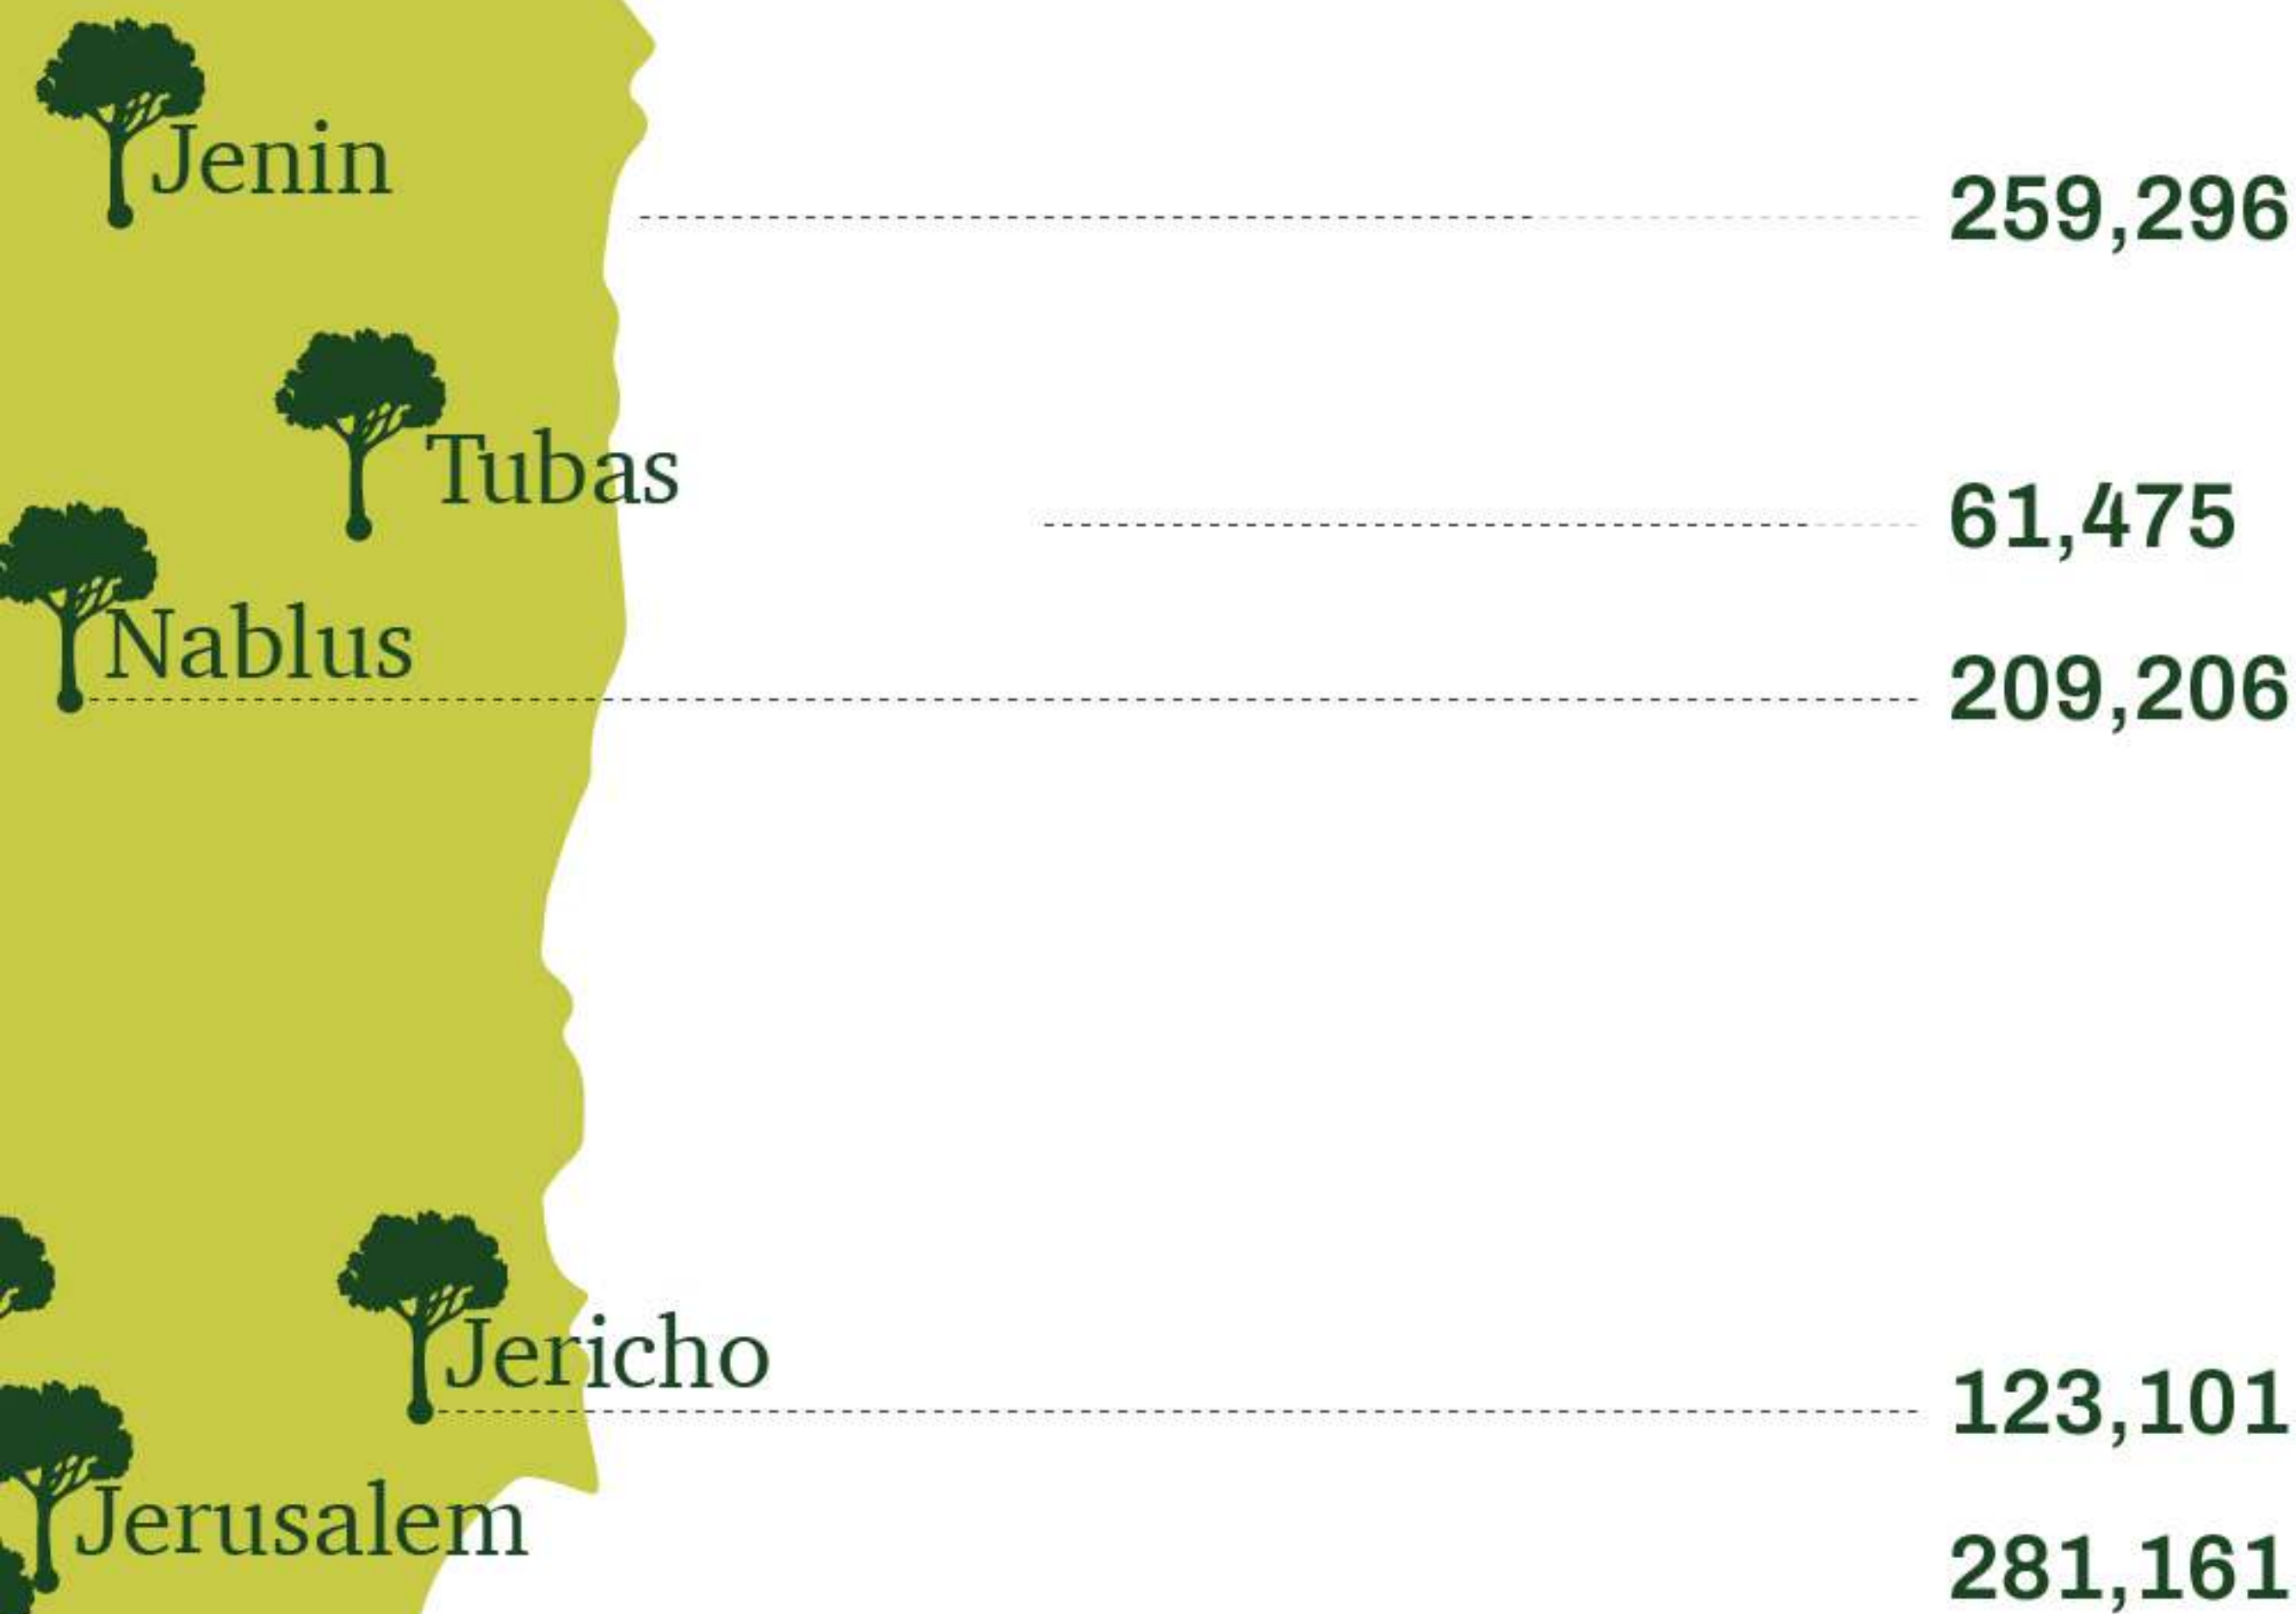 Jenin
259,296
Tubas
61,475
Nablus
209,206
Jericho
123,101
Jerusalem
281,161